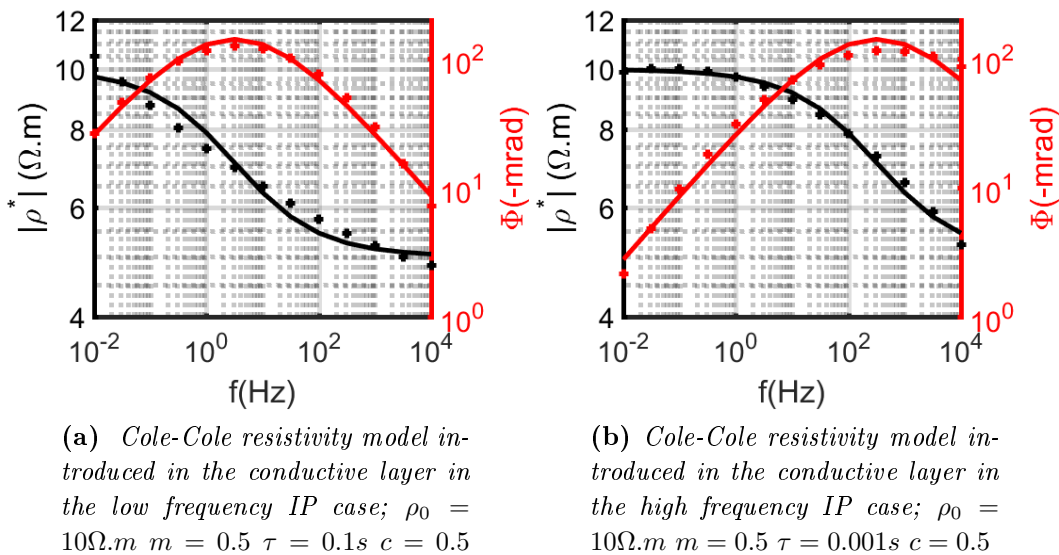 12
10
8
6
4
|ρ*| (Ω.m)
10^-2
10^0
10^2
10^4
f(Hz)
10^2
10^1
10^0
Φ(-mrad)
(a) Cole-Cole resistivity model in-
troduced in the conductive layer in
the low frequency IP case; ρ0 =
10Ω.m m = 0.5 τ = 0.1s c = 0.5
12
10
8
6
4
|ρ*| (Ω.m)
10^-2
10^0
10^2
10^4
f(Hz)
10^2
10^1
10^0
Φ(-mrad)
(b) Cole-Cole resistivity model in-
troduced in the conductive layer in
the high frequency IP case; ρ0 =
10Ω.m m = 0.5 τ = 0.001s c = 0.5